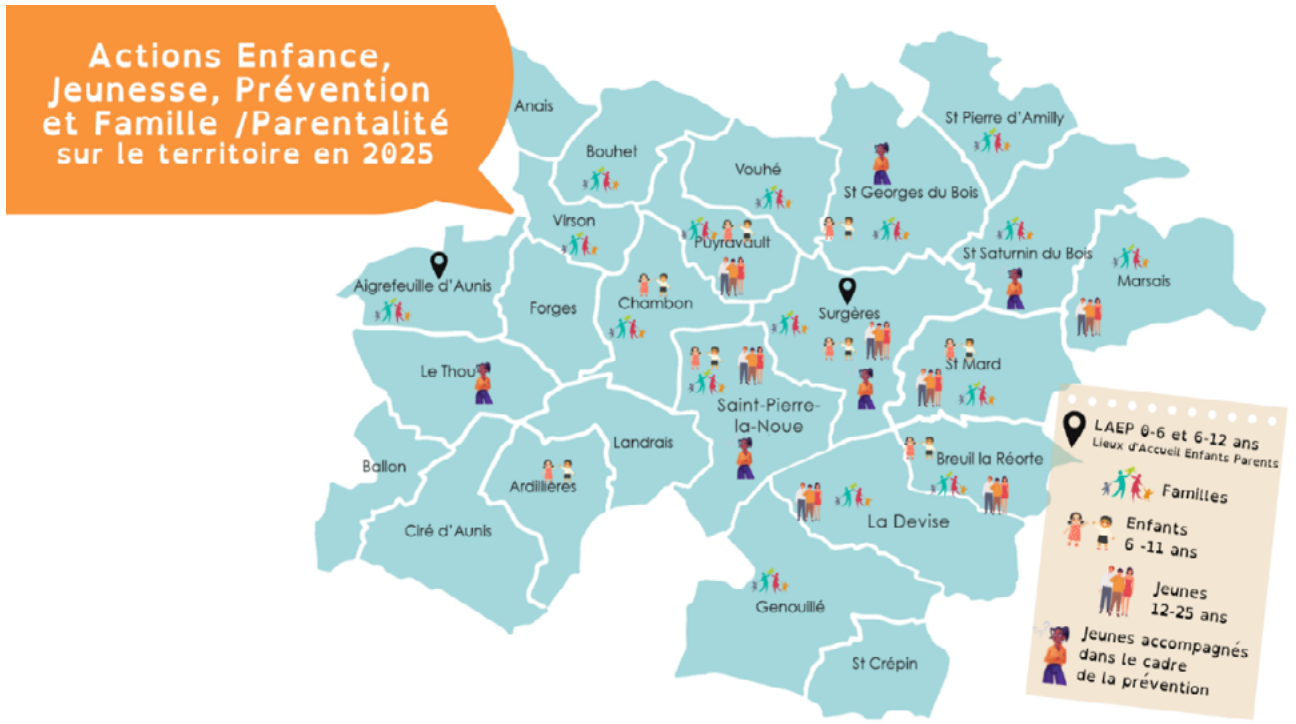 Actions Enfance,
Jeunesse, Prévention
et Famille /Parentalité
sur le territoire en 2025
Anais
St Pierre d'Amilly
Bouhet
Vouhé
St Georges du Bois
Virson
Puyravault
St Saturnin du Bois
Aigrefeuille d'Aunis
Forges
Chambon
Surgères
Marsais
Le Thou
St Mard
Saint-Pierre-
la-Noue
Landrais
Ballon
Ardillières
Breuil la Réorte
Ciré d'Aunis
La Devise
Genouillé
St Crépin
LAEP 0-6 et 6-12 ans
Lieux d'Accueil Enfants Parents
Familles
Enfants
6 -11 ans
Jeunes
12-25 ans
Jeunes accompagnés
dans le cadre
de la prévention